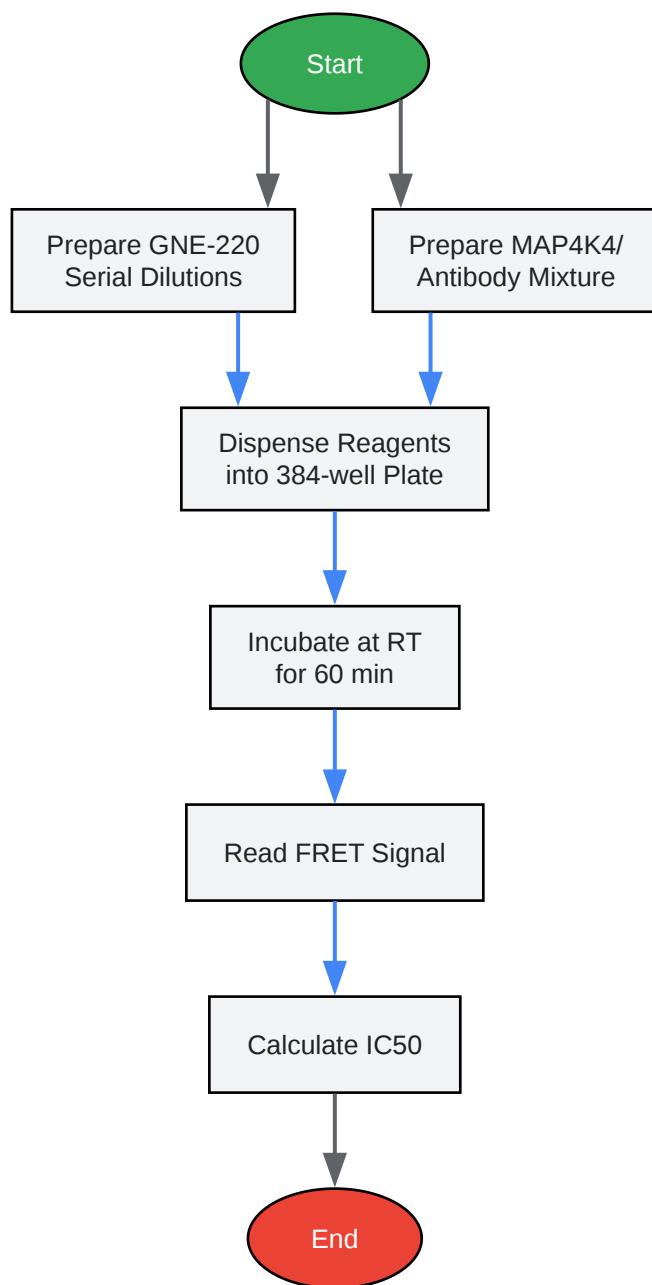 Start
Prepare GNE-220
Serial Dilutions
Prepare MAP4K4/
Antibody Mixture
Dispense Reagents
into 384-well Plate
Incubate at RT
for 60 min
Read FRET Signal
Calculate IC50
End